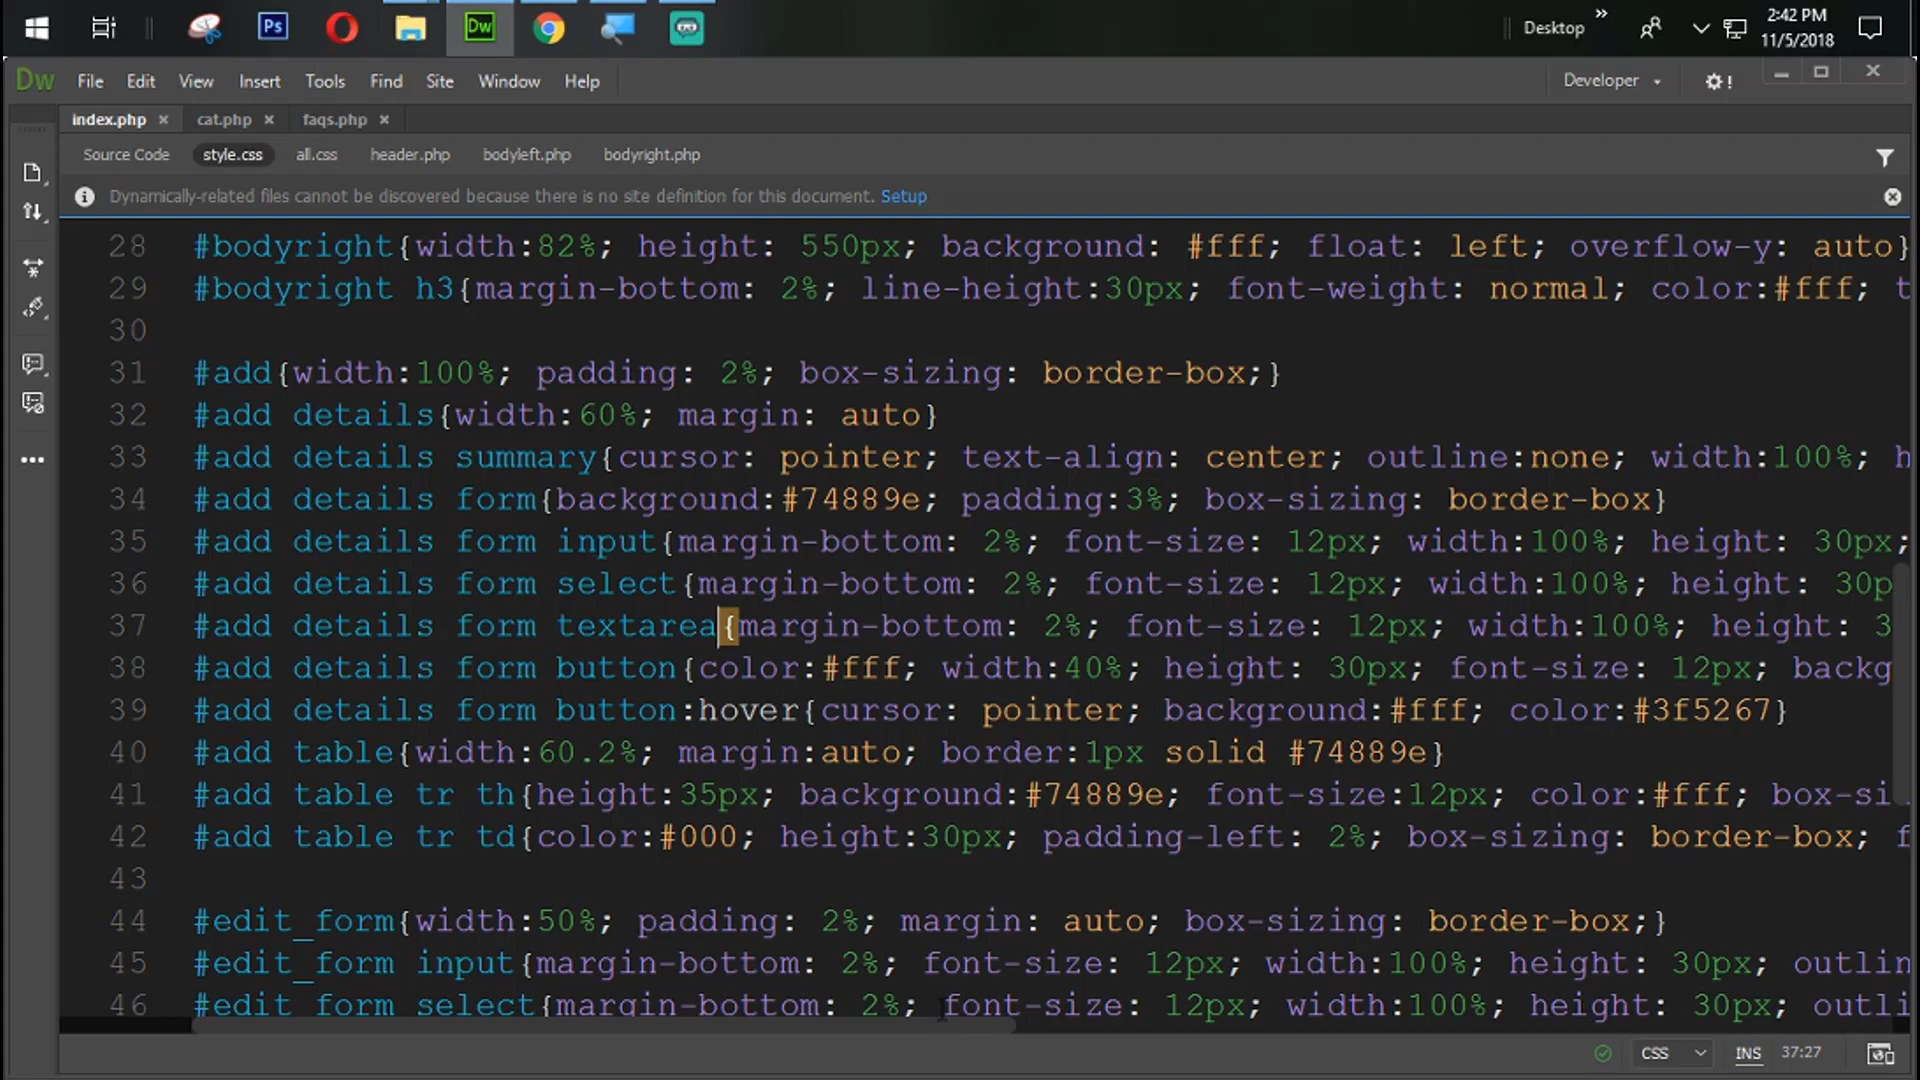 Ps
Dw
Desktop
»
2:42 PM
11/5/2018
Dw File Edit View Insert Tools Find Site Window Help
Developer
!
index.php × cat.php × faqs.php ×
Source Code style.css all.css header.php bodyleft.php bodyright.php
Dynamically-related files cannot be discovered because there is no site definition for this document. Setup
28 #bodyright{width:82%; height: 550px; background: #fff; float: left; overflow-y: auto}
29 #bodyright h3{margin-bottom: 2%; line-height:30px; font-weight: normal; color:#fff; t
30
31 #add{width:100%; padding: 2%; box-sizing: border-box;}
32 #add details{width:60%; margin: auto}
33 #add details summary{cursor: pointer; text-align: center; outline:none; width:100%; h
34 #add details form{background:#74889e; padding:3%; box-sizing: border-box}
35 #add details form input{margin-bottom: 2%; font-size: 12px; width:100%; height: 30px;
36 #add details form select{margin-bottom: 2%; font-size: 12px; width:100%; height: 30p
37 #add details form textarea{margin-bottom: 2%; font-size: 12px; width:100%; height: 3
38 #add details form button{color:#fff; width:40%; height: 30px; font-size: 12px; backg
39 #add details form button:hover{cursor: pointer; background:#fff; color:#3f5267}
40 #add table{width:60.2%; margin:auto; border:1px solid #74889e}
41 #add table tr th{height:35px; background:#74889e; font-size:12px; color:#fff; box-si
42 #add table tr td{color:#000; height:30px; padding-left: 2%; box-sizing: border-box; f
43
44 #edit_form{width:50%; padding: 2%; margin: auto; box-sizing: border-box;}
45 #edit_form input{margin-bottom: 2%; font-size: 12px; width:100%; height: 30px; outlin
46 #edit_form select{margin-bottom: 2%; font-size: 12px; width:100%; height: 30px; outli
CSS INS 37:27